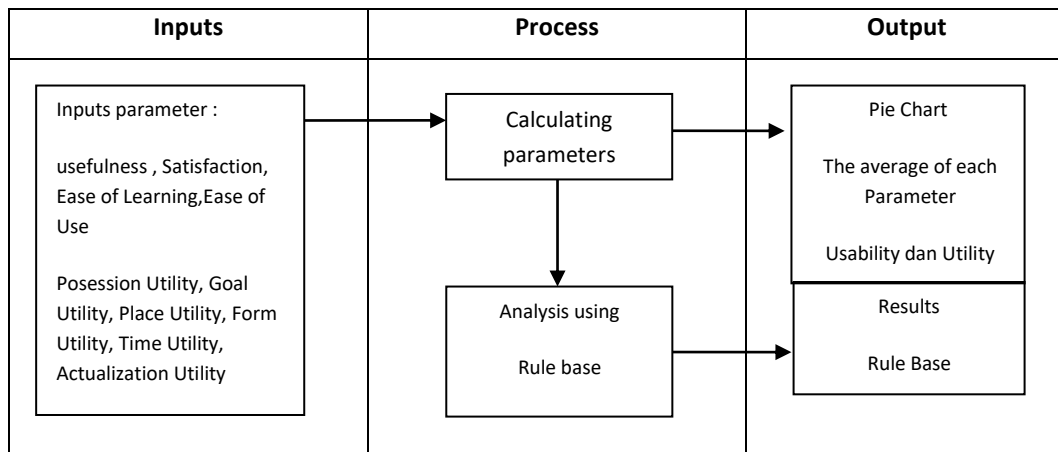 Inputs
Process
Output
Inputs parameter :
usefulness , Satisfaction,
Ease of Learning,Ease of
Use
Posession Utility, Goal
Utility, Place Utility, Form
Utility, Time Utility,
Actualization Utility
Calculating
parameters
Analysis using
Rule base
Pie Chart
The average of each
Parameter
Usability dan Utility
Results
Rule Base